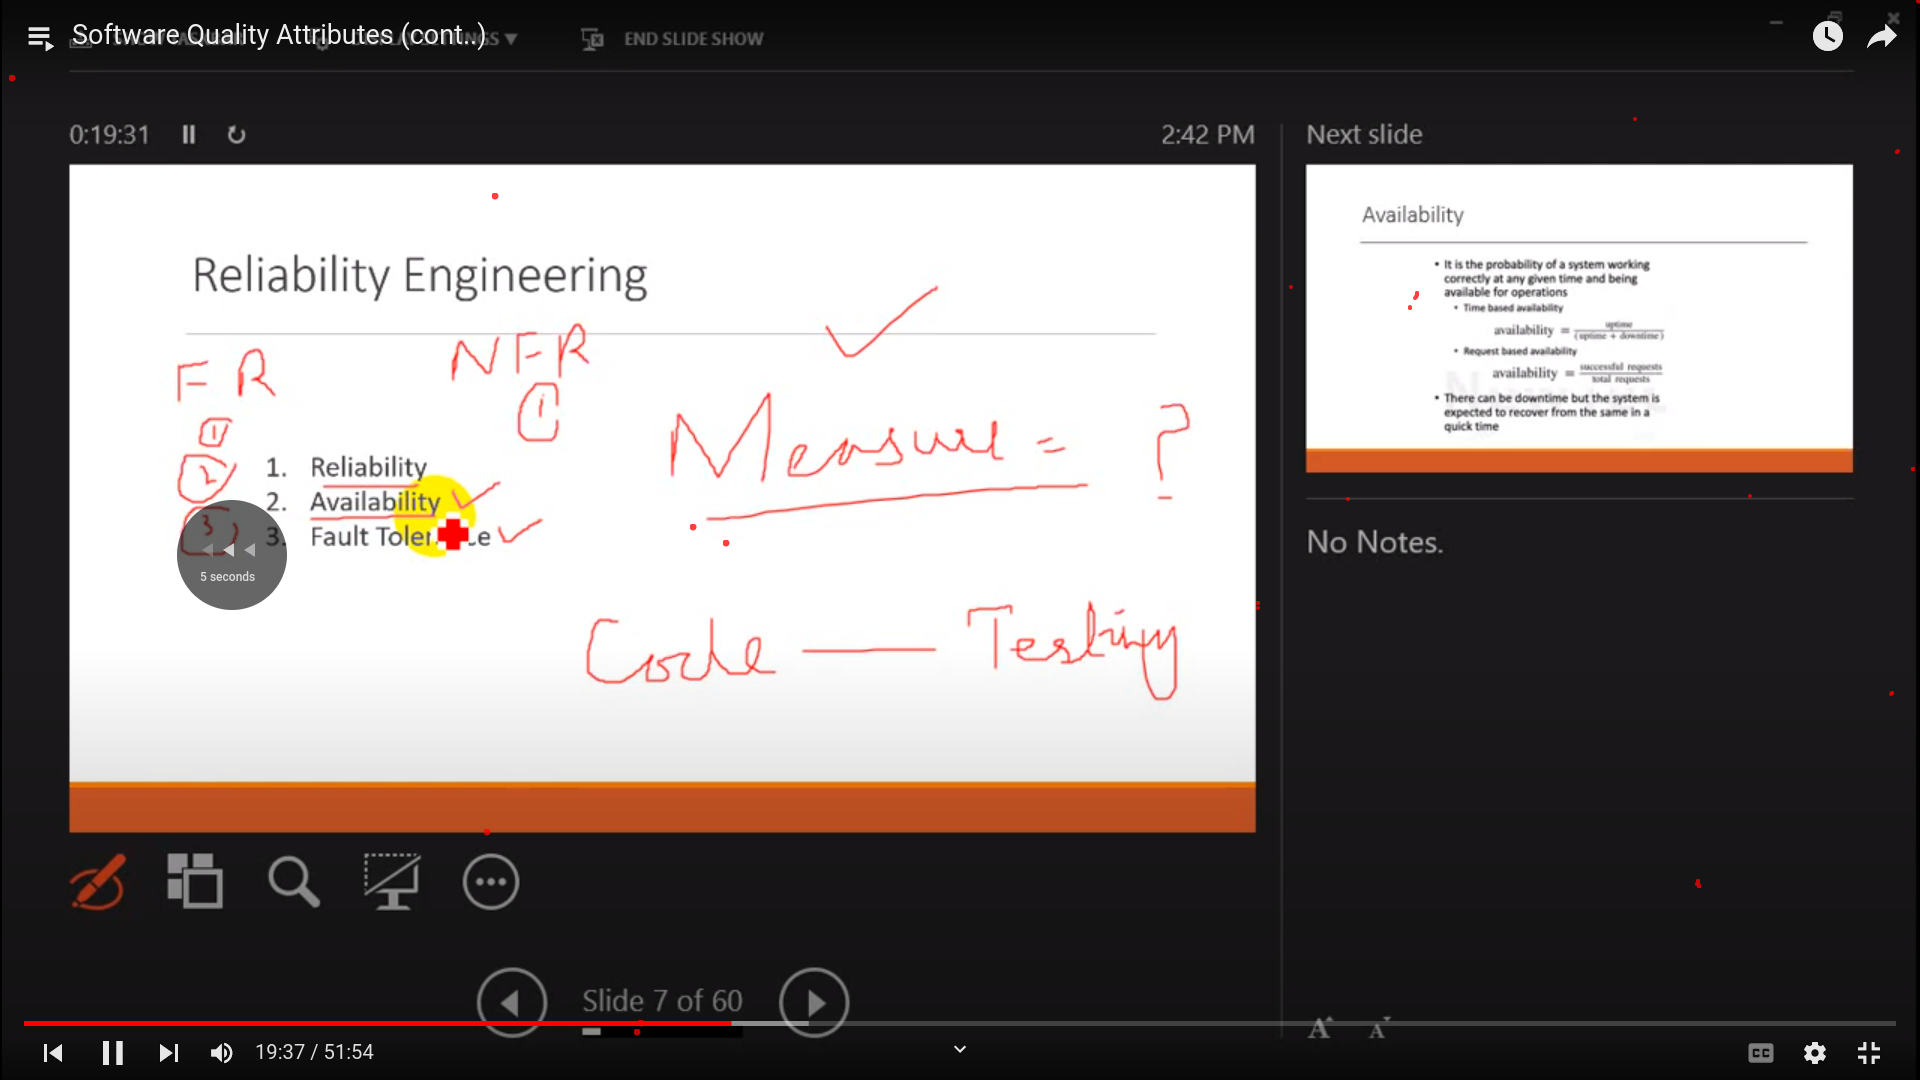 Software Quality Attributes (cont..)
END SLIDE SHOW
0:19:31
2:42 PM
Next slide
Reliability Engineering
FR
NFR
1
1
2
3
1. Reliability
2. Availability
3. Fault Toler ce
5 seconds
Measure = ?
Code — Testing
Availability
• It is the probability of a system working
correctly at any given time and being
available for operations
• Time based availability
availability = uptime / (uptime + downtime)
• Request based availability
availability = successful requests / total requests
• There can be downtime but the system is
expected to recover from the same in a
quick time
No Notes.
Slide 7 of 60
A A
19:37 / 51:54
CC